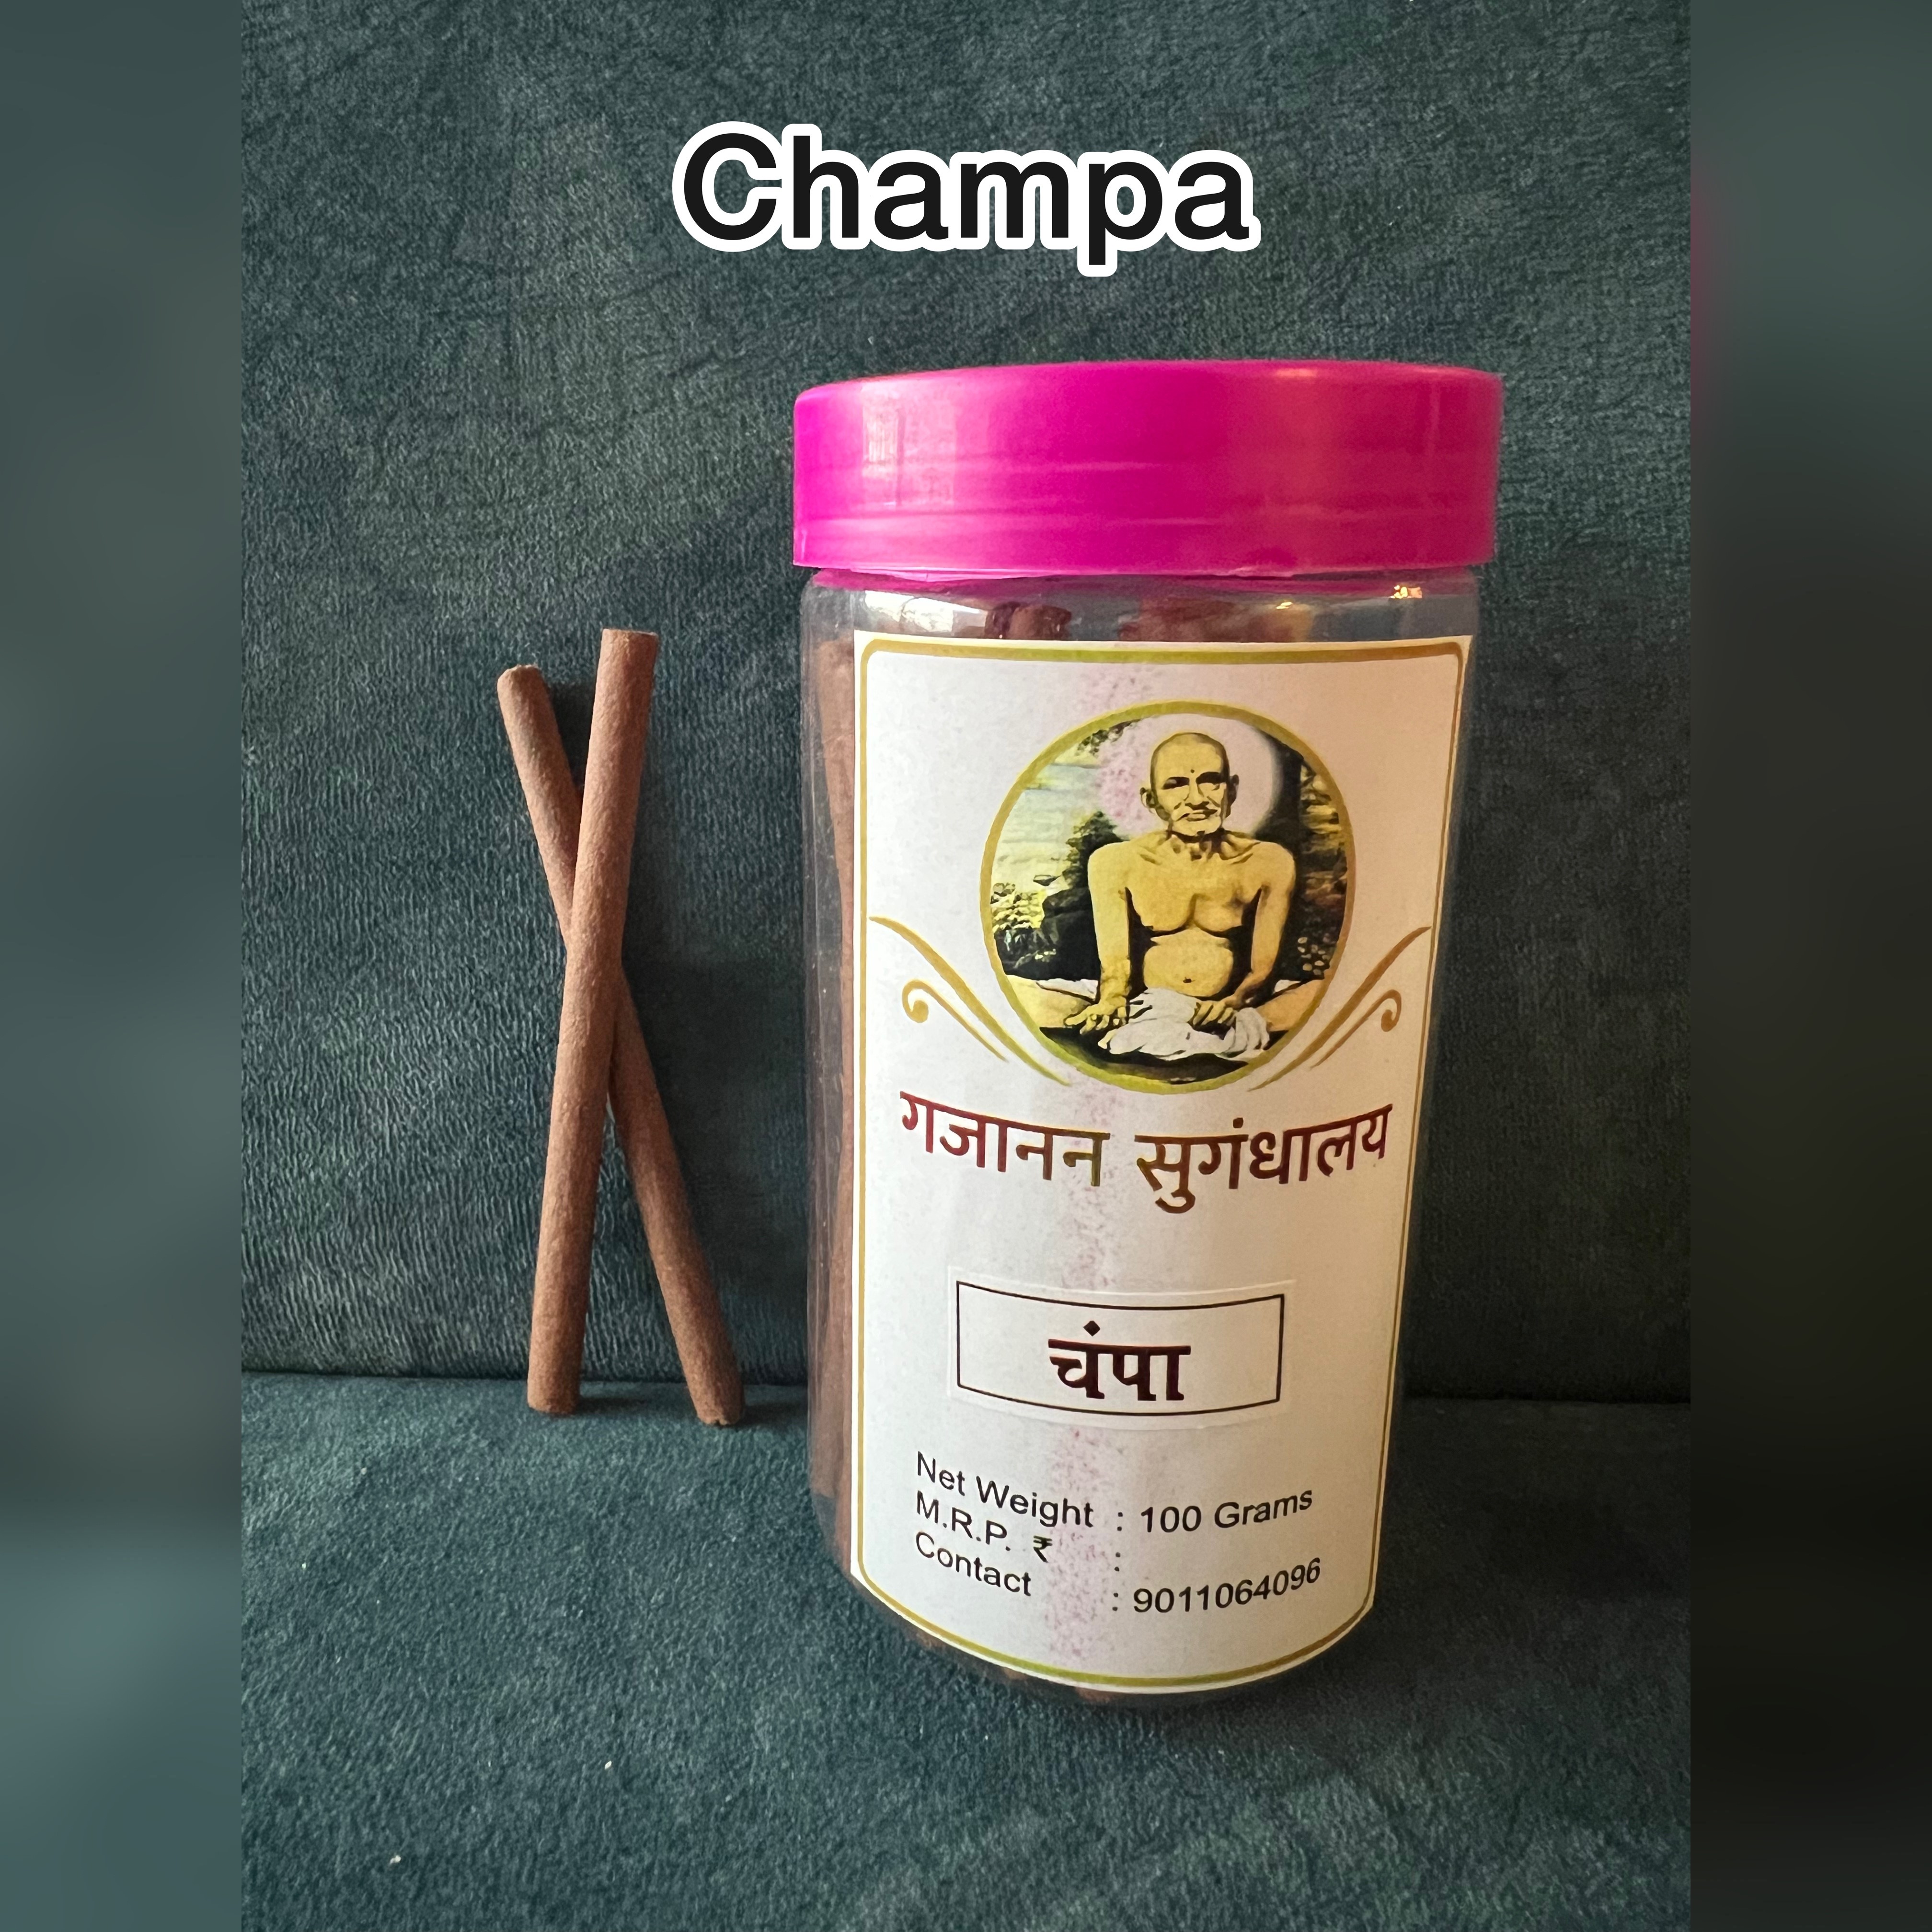 Champa
गजानन सुगंधालय
चंपा
Net Weight : 100 Grams
M.R.P. ₹ :
Contact : 9011064096